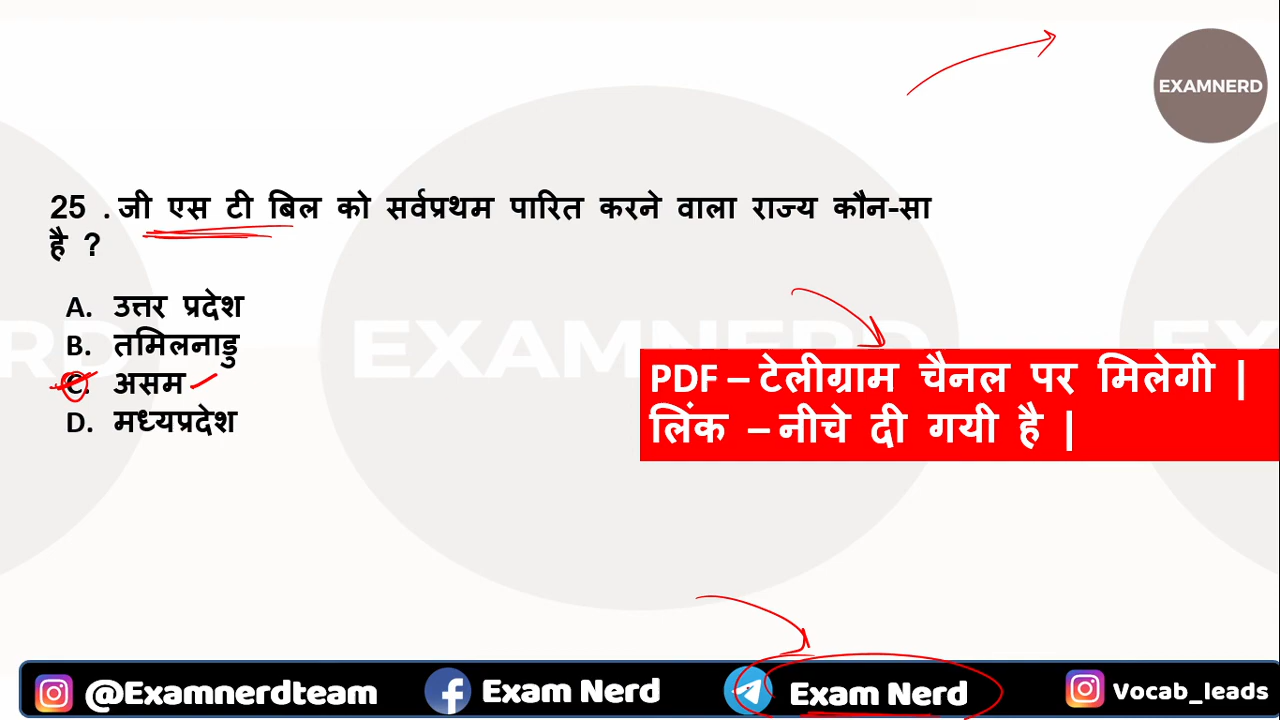 EXAMNERD
25 . जी एस टी बिल को सर्वप्रथम पारित करने वाला राज्य कौन-सा
है ?
A. उत्तर प्रदेश
B. तमिलनाडु
C. असम
D. मध्यप्रदेश
EXAMNERD
PDF – टेलीग्राम चैनल पर मिलेगी |
लिंक – नीचे दी गयी है |
@Examnerdteam
Exam Nerd
Exam Nerd
Vocab_leads